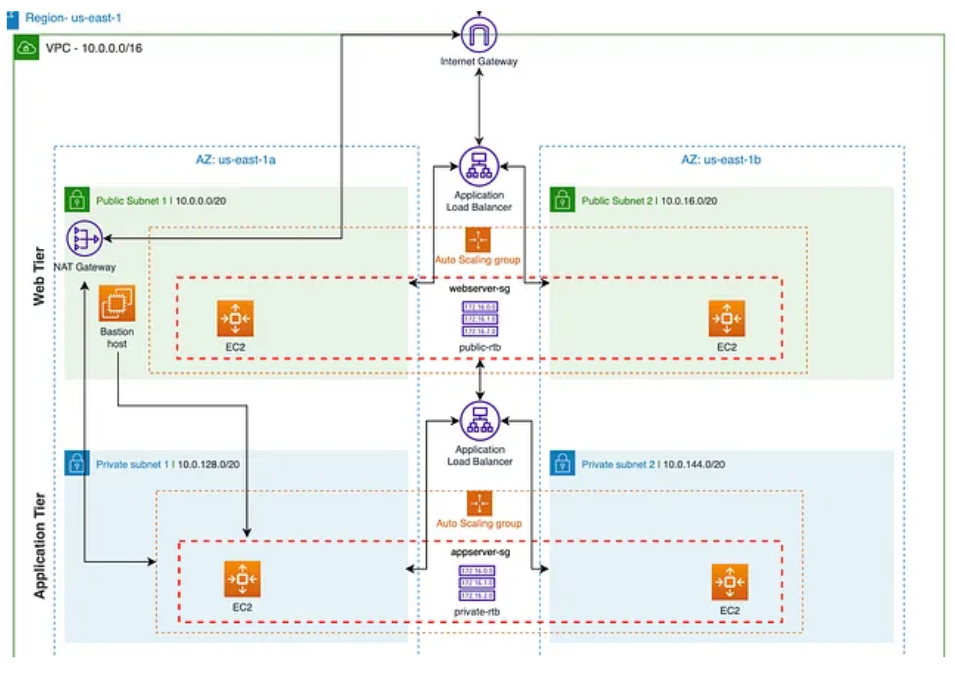 Region- us-east-1
VPC - 10.0.0.0/16
Internet Gateway
AZ: us-east-1a
AZ: us-east-1b
Application
Load Balancer
Public Subnet 1 | 10.0.0.0/20
Public Subnet 2 | 10.0.16.0/20
Web Tier
NAT Gateway
Auto Scaling group
webserver-sg
172.16.0.0
172.16.1.0
172.16.2.0
public-rtb
Bastion
host
EC2
EC2
Application
Load Balancer
Private subnet 1 | 10.0.128.0/20
Private subnet 2 | 10.0.144.0/20
Application Tier
Auto Scaling group
appserver-sg
172.16.0.0
172.16.1.0
172.16.2.0
private-rtb
EC2
EC2